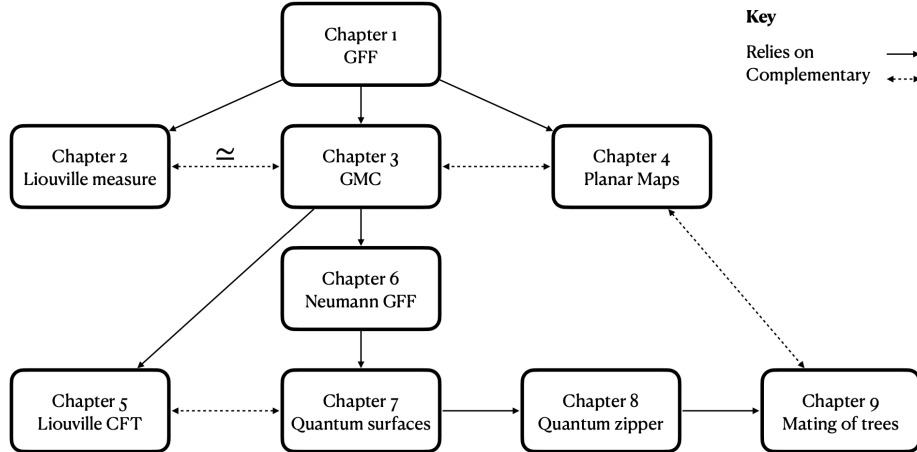 Chapter 1
GFF
Key
Relies on
Complementary
Chapter 2
Liouville measure
≃
Chapter 3
GMC
Chapter 4
Planar Maps
Chapter 6
Neumann GFF
Chapter 5
Liouville CFT
Chapter 7
Quantum surfaces
Chapter 8
Quantum zipper
Chapter 9
Mating of trees